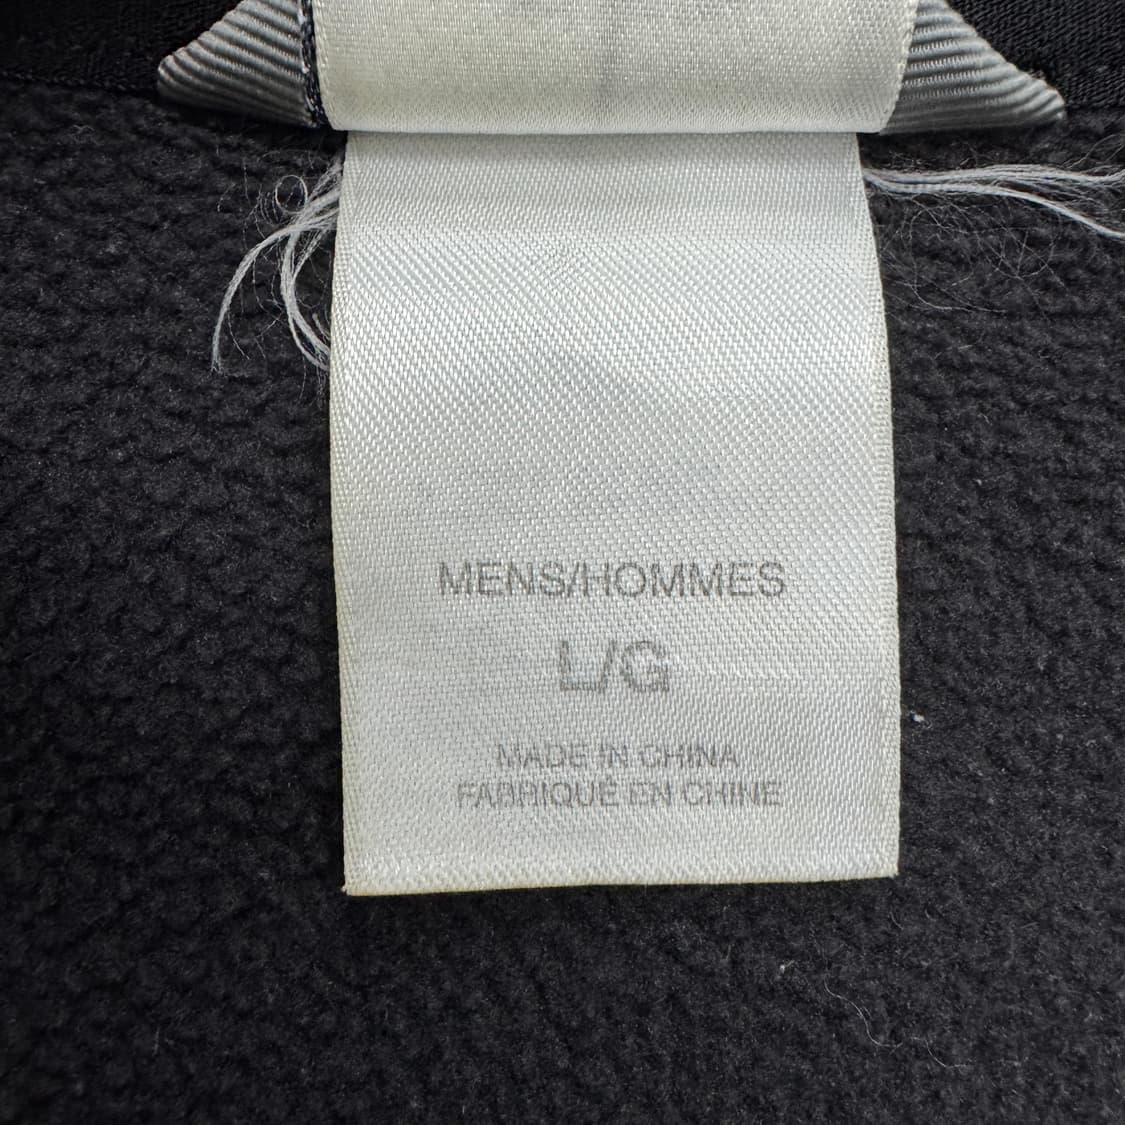 MENS/HOMMES
L/G
MADE IN CHINA
FABRIQUÉ EN CHINE